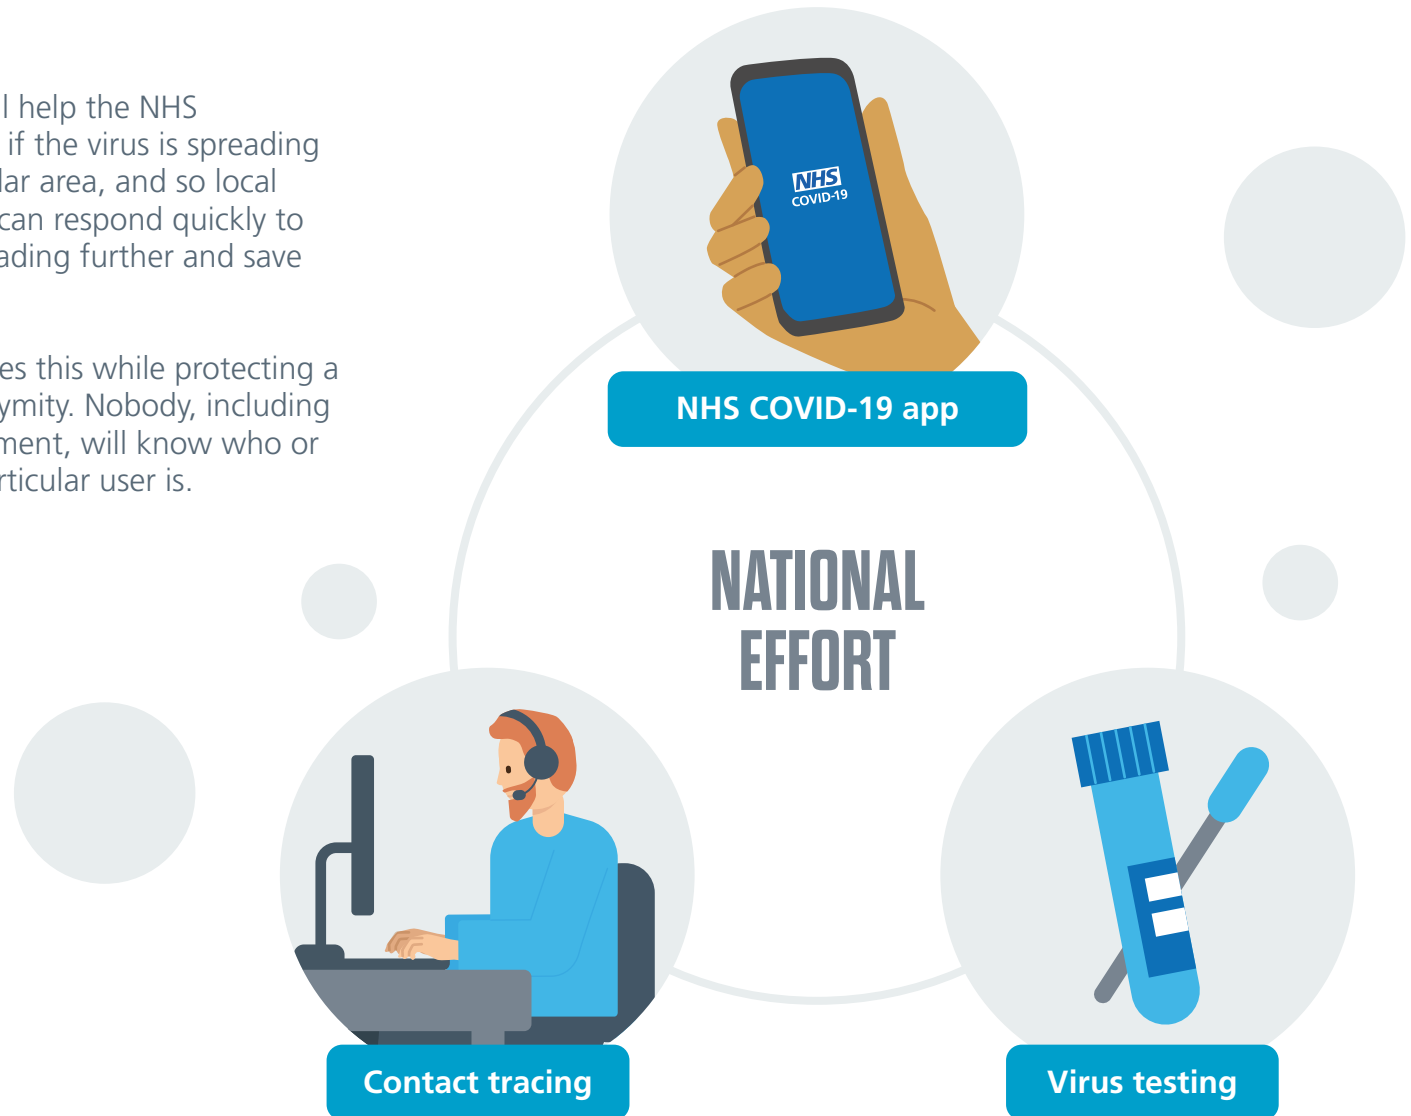 l help the NHS
if the virus is spreading
lar area, and so local
can respond quickly to
ading further and save
es this while protecting a
ymity. Nobody, including
ment, will know who or
rticular user is.
NHS
COVID-19
NHS COVID-19 app
NATIONAL
EFFORT
Contact tracing
Virus testing